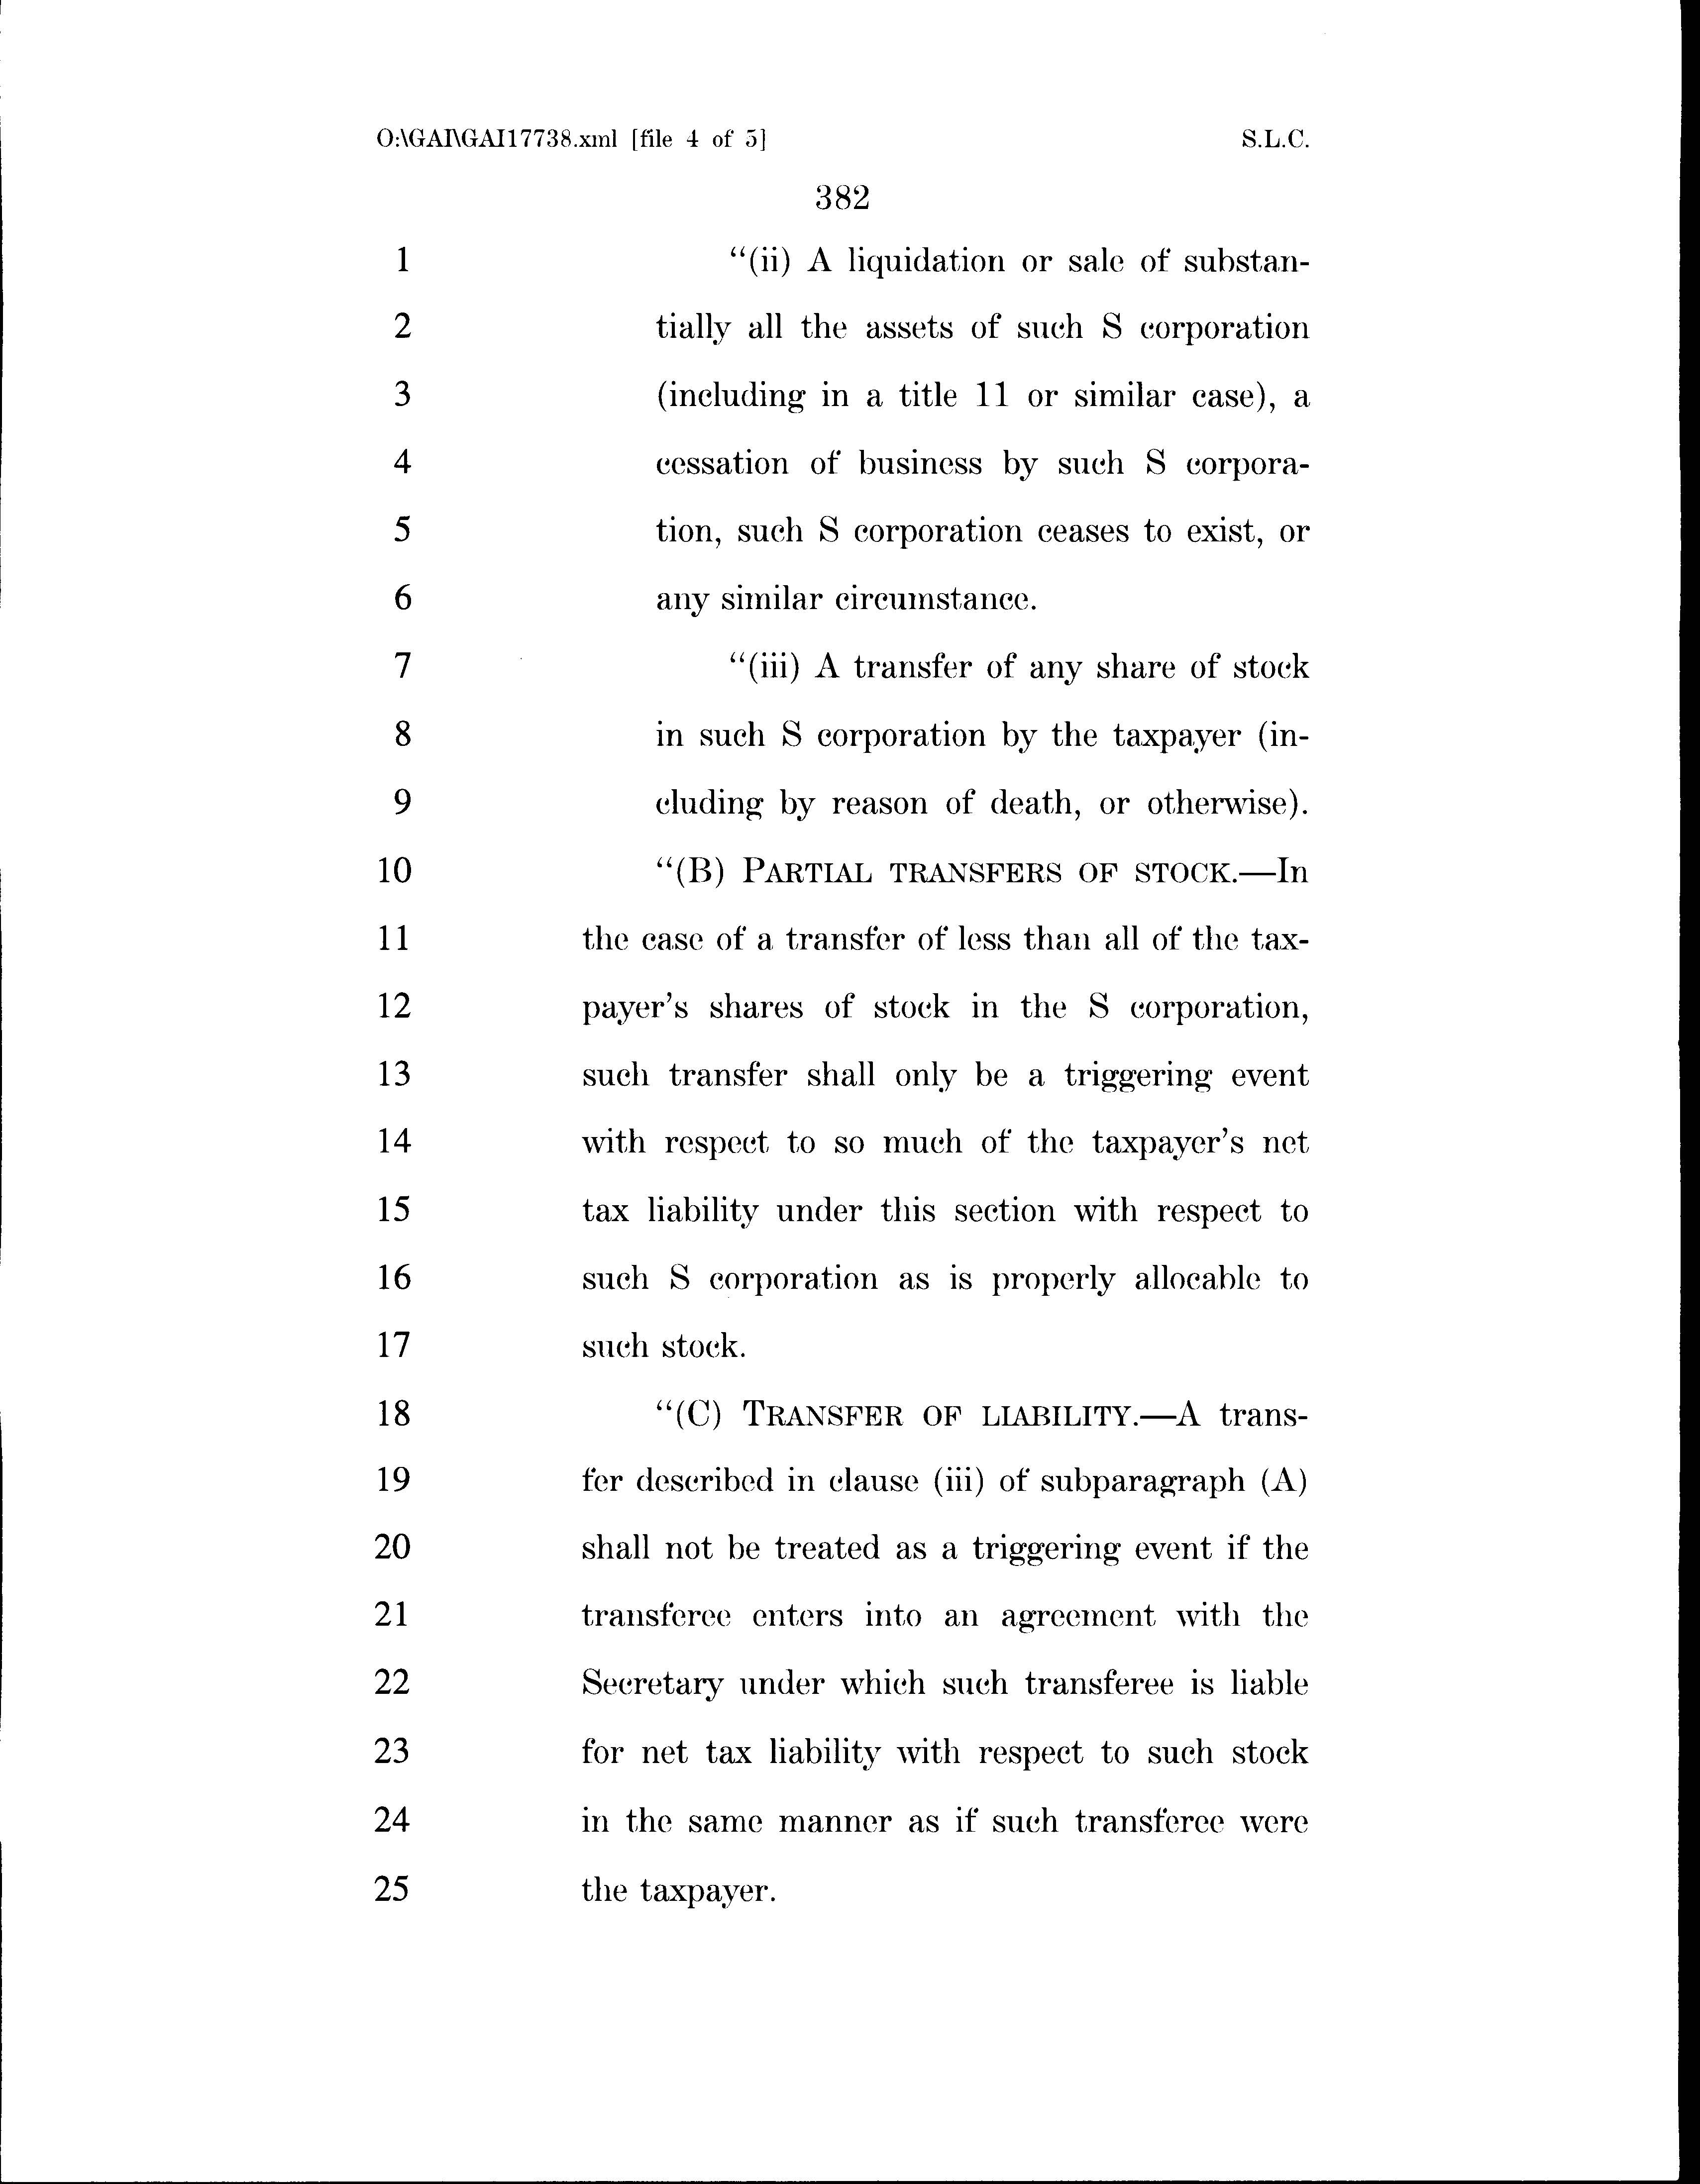 O:\GAI\GAI17738.xml [file 4 of 5] S.L.C.
382
1 “(ii) A liquidation or sale of substan-
2 tially all the assets of such S corporation
3 (including in a title 11 or similar case), a
4 cessation of business by such S corpora-
5 tion, such S corporation ceases to exist, or
6 any similar circumstance.
7 “(iii) A transfer of any share of stock
8 in such S corporation by the taxpayer (in-
9 cluding by reason of death, or otherwise).
10 “(B) PARTIAL TRANSFERS OF STOCK.—In
11 the case of a transfer of less than all of the tax-
12 payer’s shares of stock in the S corporation,
13 such transfer shall only be a triggering event
14 with respect to so much of the taxpayer’s net
15 tax liability under this section with respect to
16 such S corporation as is properly allocable to
17 such stock.
18 “(C) TRANSFER OF LIABILITY.—A trans-
19 fer described in clause (iii) of subparagraph (A)
20 shall not be treated as a triggering event if the
21 transferee enters into an agreement with the
22 Secretary under which such transferee is liable
23 for net tax liability with respect to such stock
24 in the same manner as if such transferee were
25 the taxpayer.